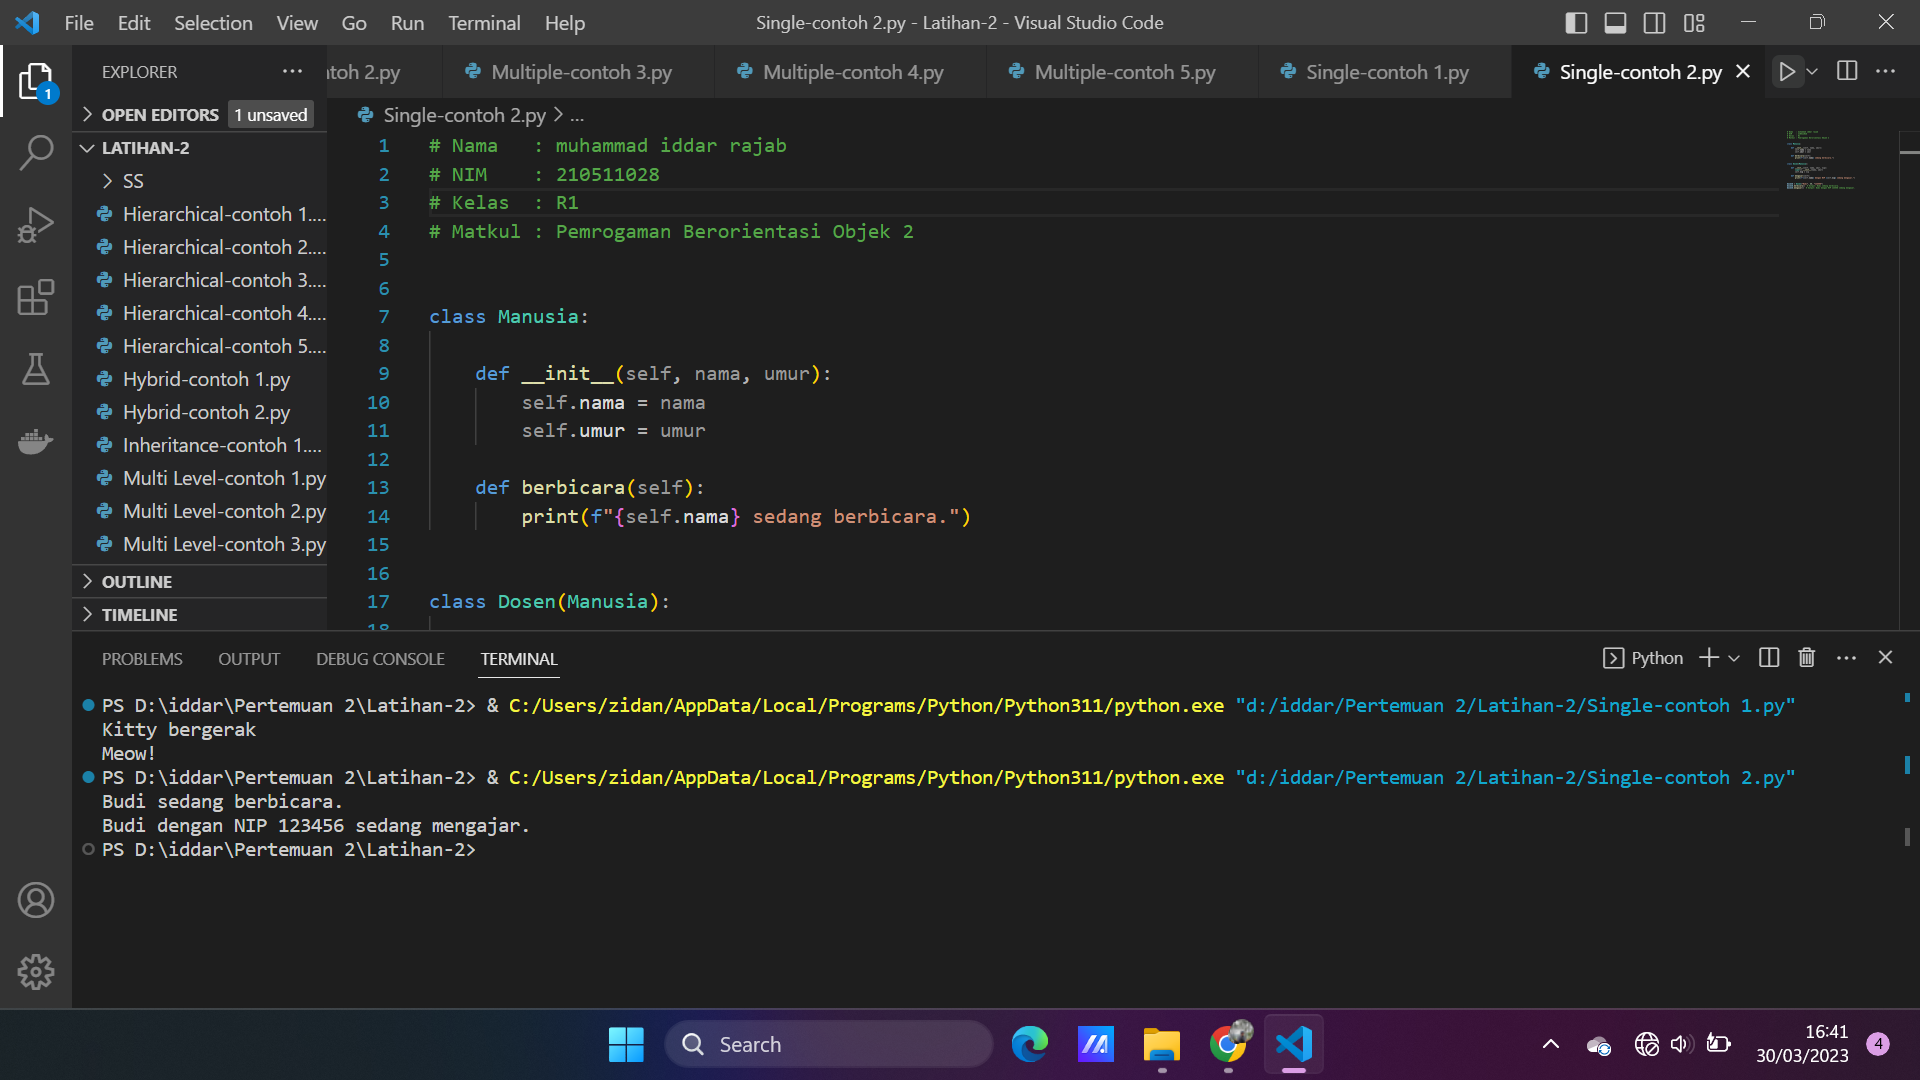 File Edit Selection View Go Run Terminal Help
Single-contoh 2.py - Latihan-2 - Visual Studio Code
EXPLORER
ntoh 2.py Multiple-contoh 3.py Multiple-contoh 4.py Multiple-contoh 5.py Single-contoh 1.py Single-contoh 2.py
1
OPEN EDITORS 1 unsaved
LATIHAN-2
SS
Hierarchical-contoh 1....
Hierarchical-contoh 2....
Hierarchical-contoh 3....
Hierarchical-contoh 4....
Hierarchical-contoh 5....
Hybrid-contoh 1.py
Hybrid-contoh 2.py
Inheritance-contoh 1....
Multi Level-contoh 1.py
Multi Level-contoh 2.py
Multi Level-contoh 3.py
OUTLINE
TIMELINE
Single-contoh 2.py > ...
1 # Nama   : muhammad iddar rajab
2 # NIM    : 210511028
3 # Kelas  : R1
4 # Matkul : Pemrogaman Berorientasi Objek 2
5
6
7 class Manusia:
8
9     def __init__(self, nama, umur):
10         self.nama = nama
11         self.umur = umur
12
13     def berbicara(self):
14         print(f"{self.nama} sedang berbicara.")
15
16
17 class Dosen(Manusia):
18
PROBLEMS OUTPUT DEBUG CONSOLE TERMINAL
Python
PS D:\iddar\Pertemuan 2\Latihan-2> & C:/Users/zidan/AppData/Local/Programs/Python/Python311/python.exe "d:/iddar/Pertemuan 2/Latihan-2/Single-contoh 1.py"
Kitty bergerak
Meow!
PS D:\iddar\Pertemuan 2\Latihan-2> & C:/Users/zidan/AppData/Local/Programs/Python/Python311/python.exe "d:/iddar/Pertemuan 2/Latihan-2/Single-contoh 2.py"
Budi sedang berbicara.
Budi dengan NIP 123456 sedang mengajar.
PS D:\iddar\Pertemuan 2\Latihan-2>
Search
16:41
30/03/2023
4